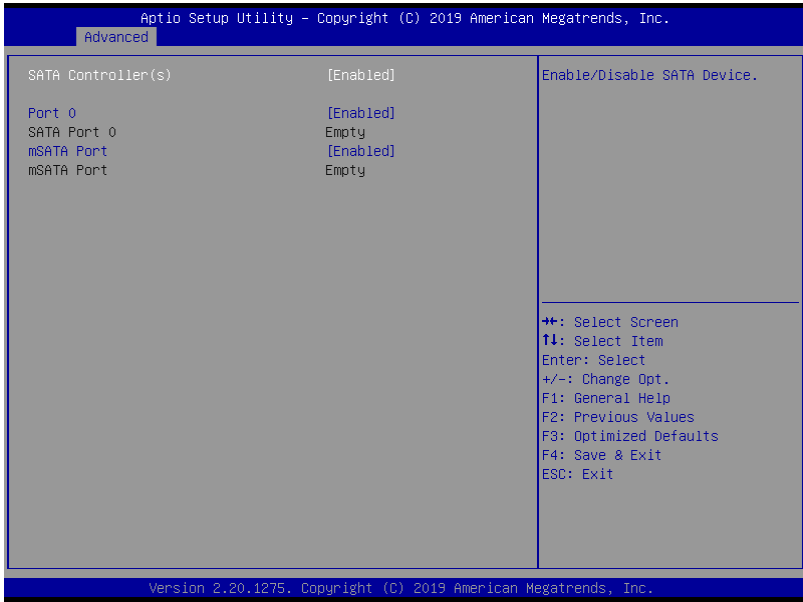 Aptio Setup Utility – Copyright (C) 2019 American Megatrends, Inc.
Advanced
SATA Controller(s) [Enabled]
Port 0 [Enabled]
SATA Port 0 Empty
mSATA Port [Enabled]
mSATA Port Empty
Enable/Disable SATA Device.
→←: Select Screen
↑↓: Select Item
Enter: Select
+/-: Change Opt.
F1: General Help
F2: Previous Values
F3: Optimized Defaults
F4: Save & Exit
ESC: Exit
Version 2.20.1275. Copyright (C) 2019 American Megatrends, Inc.